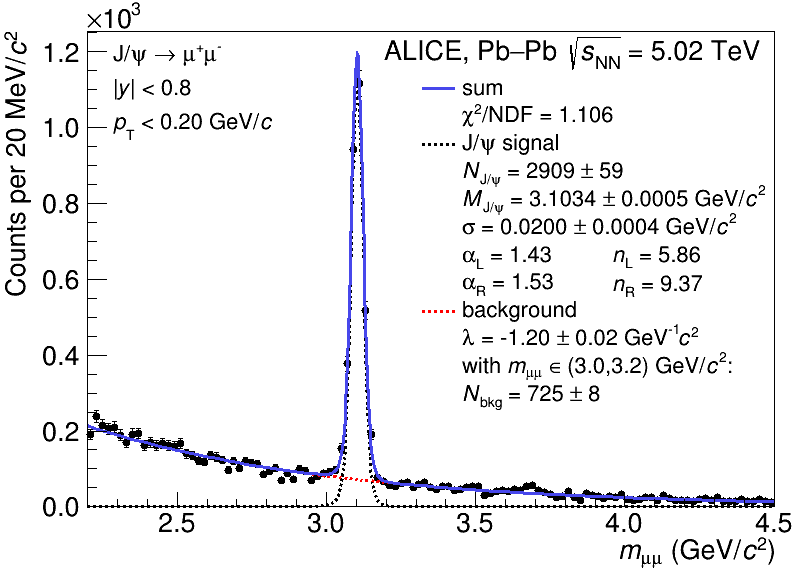 ×10³
J/ψ → μ⁺μ⁻
|y| < 0.8
p_T < 0.20 GeV/c
ALICE, Pb–Pb √s_NN = 5.02 TeV
sum
χ²/NDF = 1.106
J/ψ signal
N_J/ψ = 2909 ± 59
M_J/ψ = 3.1034 ± 0.0005 GeV/c²
σ = 0.0200 ± 0.0004 GeV/c²
α_L = 1.43 n_L = 5.86
α_R = 1.53 n_R = 9.37
background
λ = -1.20 ± 0.02 GeV⁻¹c²
with m_μμ ∈ (3.0,3.2) GeV/c²:
N_bkg = 725 ± 8
Counts per 20 MeV/c²
1.2
1.0
0.8
0.6
0.4
0.2
0.0
2.5 3.0 3.5 4.0 4.5
m_μμ (GeV/c²)